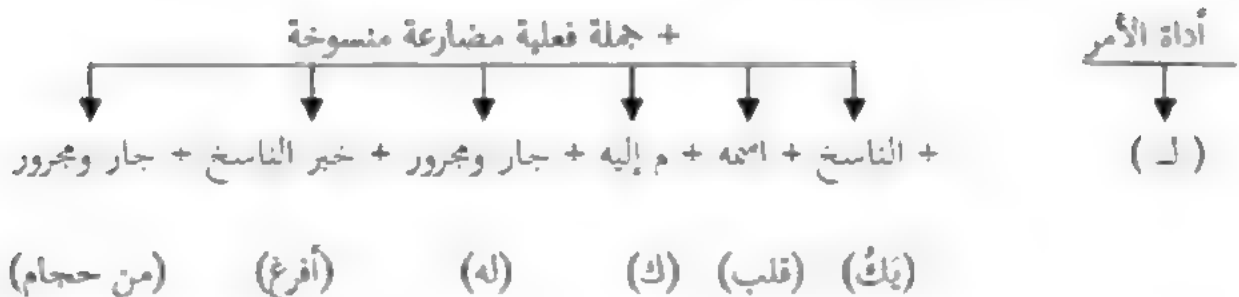 أداة الأمر + جملة فعلية مضارعة منسوخة
( لـ ) + الناسخ + اسمه + م إليه + جار ومجرور + خبر الناسخ + جار ومجرور
(يَكُ) (قلب) (ك) (له) (أفرغ) (من حجام)